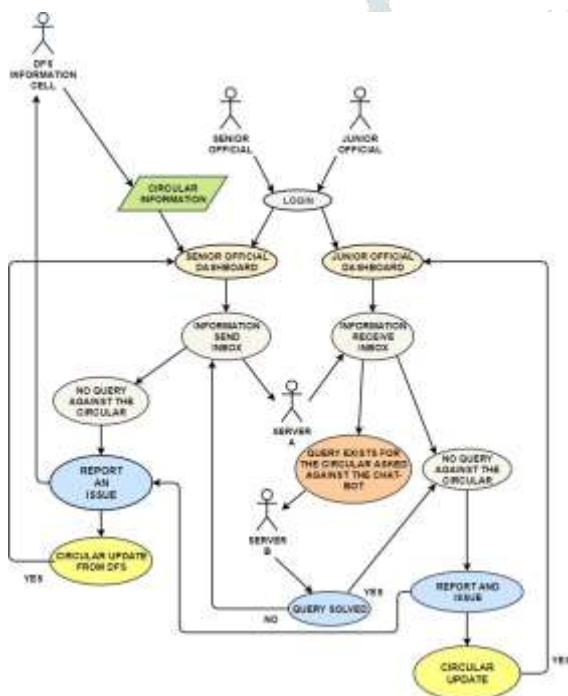 DFS
INFORMATION
CELL
SENIOR
OFFICIAL
JUNIOR
OFFICIAL
CIRCULAR
INFORMATION
LOGIN
SENIOR OFFICIAL
DASHBOARD
JUNIOR OFFICIAL
DASHBOARD
INFORMATION
SEND
INBOX
INFORMATION
RECEIVE
INBOX
NO QUERY
AGAINST THE
CIRCULAR
SERVER
A
QUERY EXISTS FOR
THE CIRCULAR ASKED
AGAINST THE CHAT-
BOT
NO QUERY
AGAINST THE
CIRCULAR
REPORT
AN
ISSUE
SERVER
B
CIRCULAR UPDATE
FROM DFS
YES
QUERY SOLVED
YES
NO
REPORT AND
ISSUE
CIRCULAR
UPDATE
YES